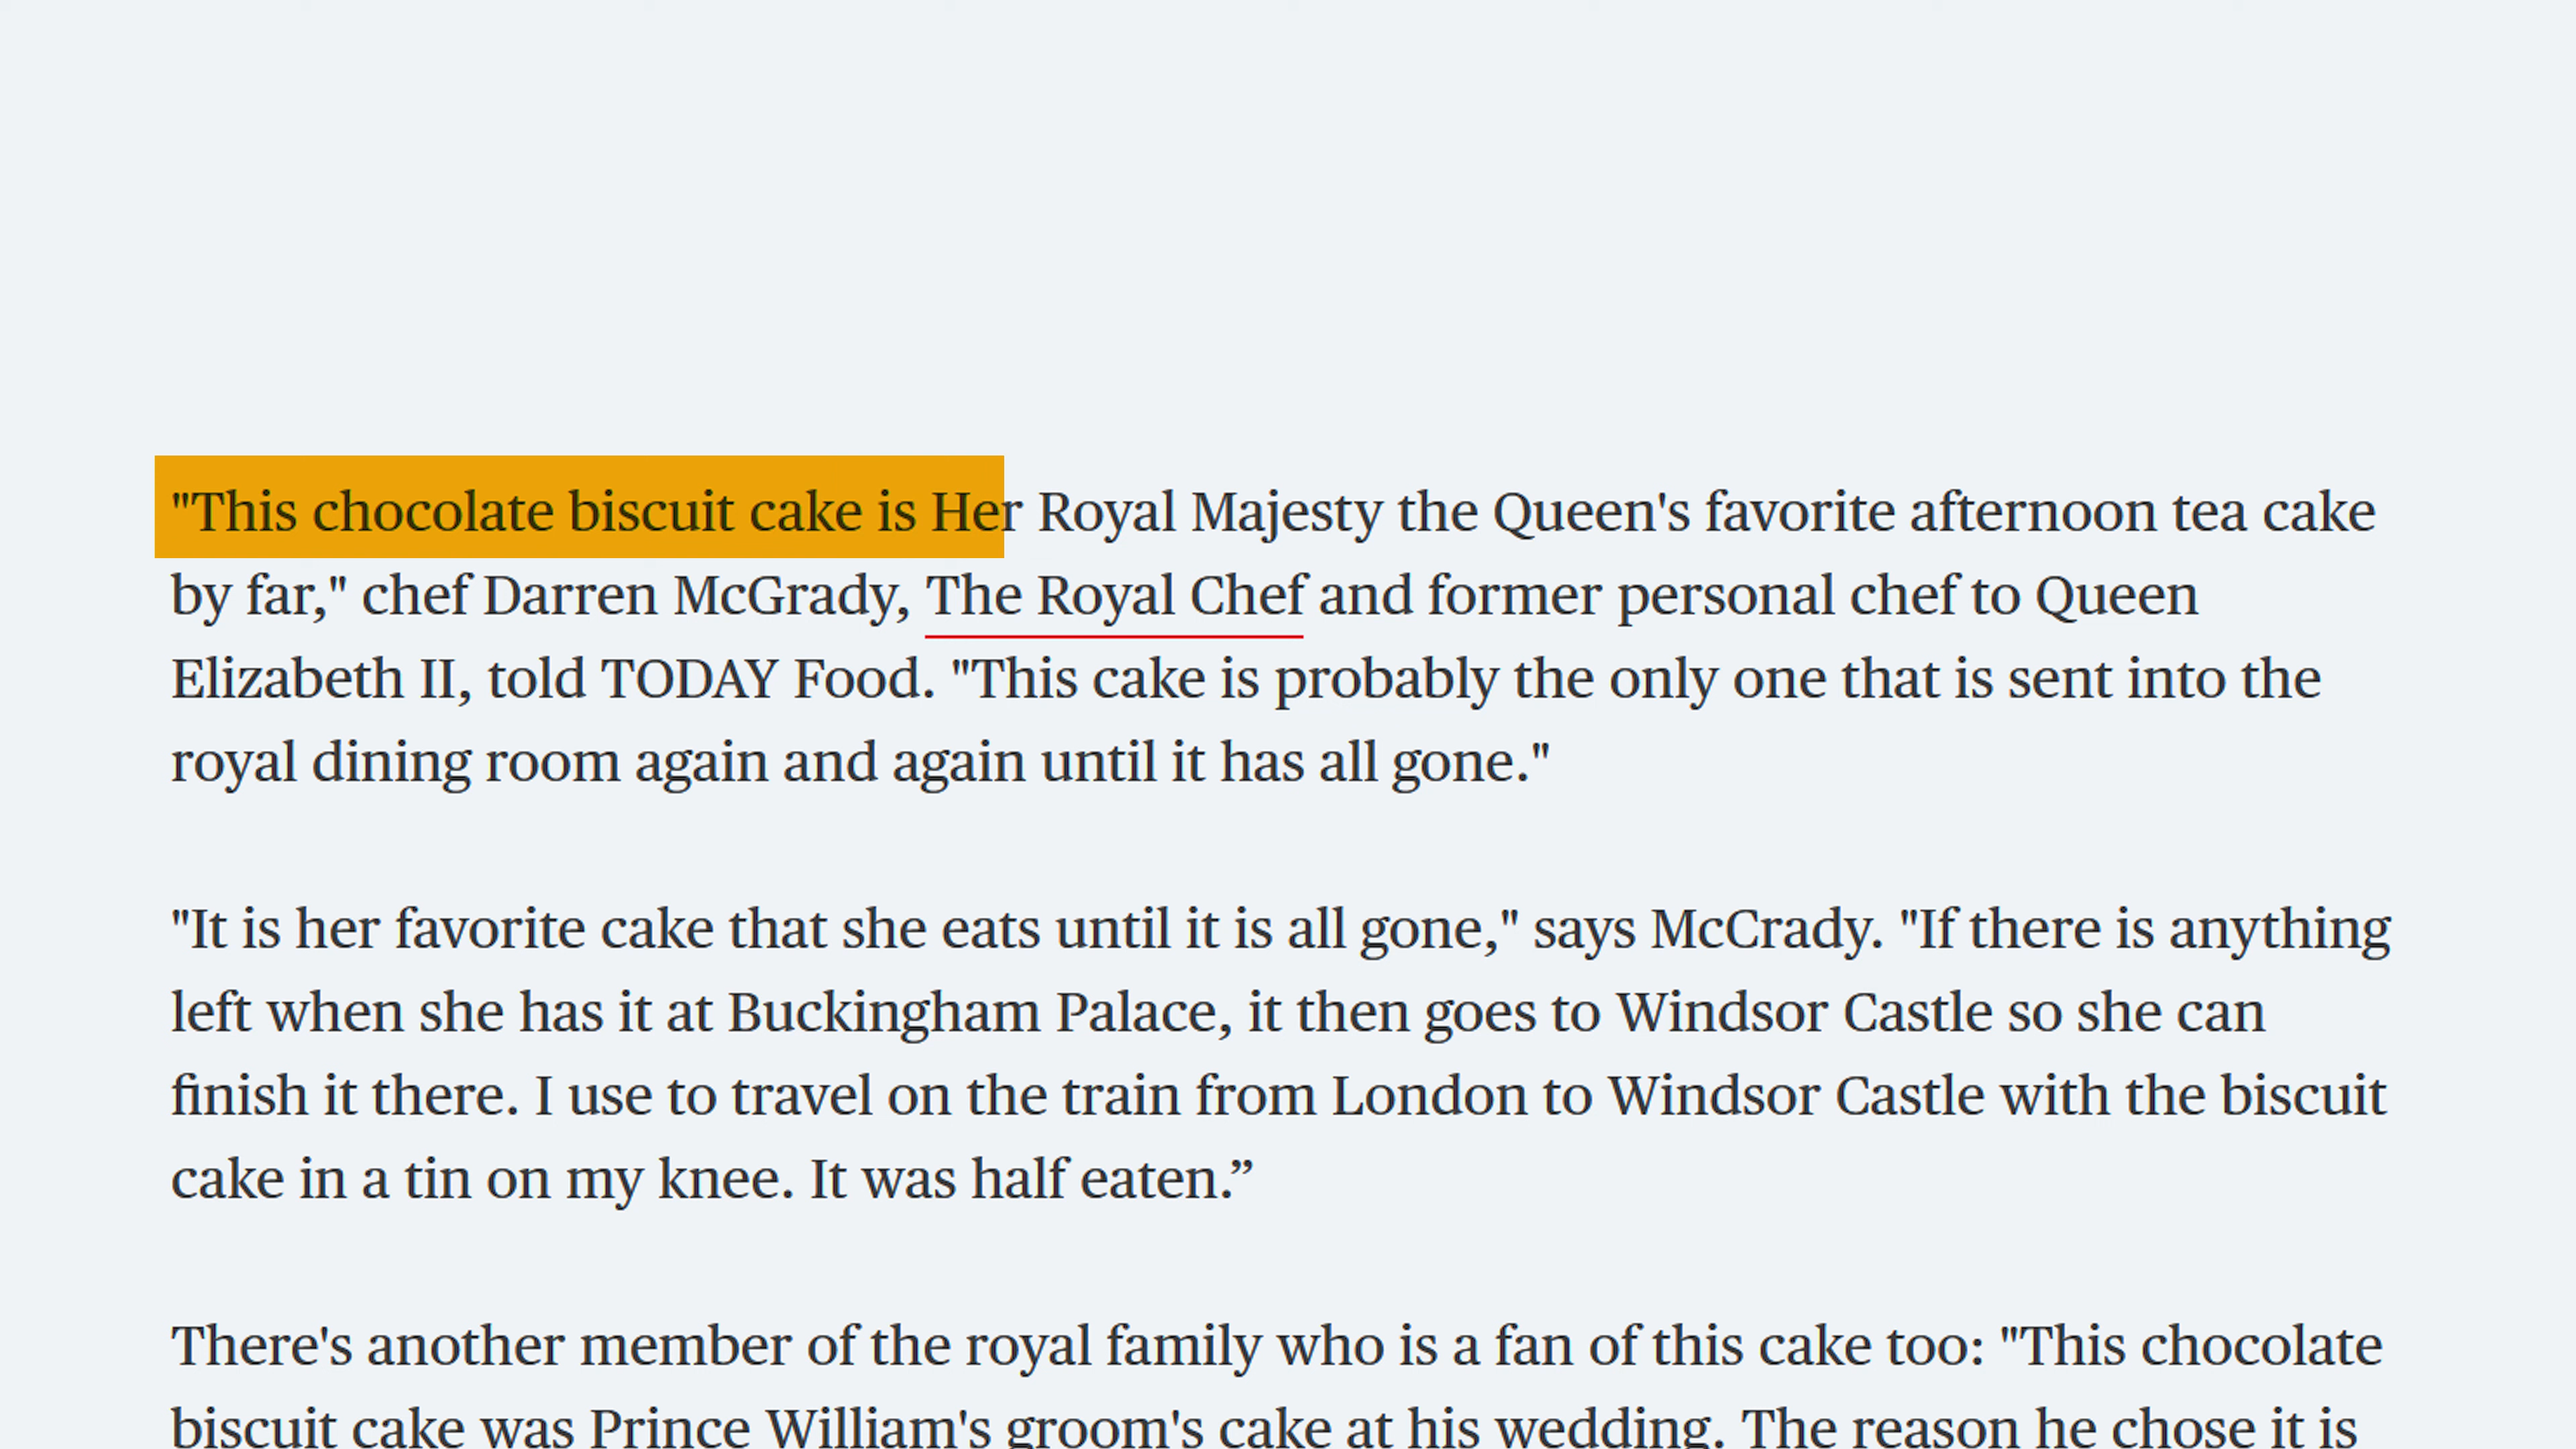 "This chocolate biscuit cake is Her Royal Majesty the Queen's favorite afternoon tea cake
by far," chef Darren McGrady, The Royal Chef and former personal chef to Queen
Elizabeth II, told TODAY Food. "This cake is probably the only one that is sent into the
royal dining room again and again until it has all gone."
"It is her favorite cake that she eats until it is all gone," says McCrady. "If there is anything
left when she has it at Buckingham Palace, it then goes to Windsor Castle so she can
finish it there. I use to travel on the train from London to Windsor Castle with the biscuit
cake in a tin on my knee. It was half eaten.”
There's another member of the royal family who is a fan of this cake too: "This chocolate
biscuit cake was Prince William's groom's cake at his wedding. The reason he chose it is